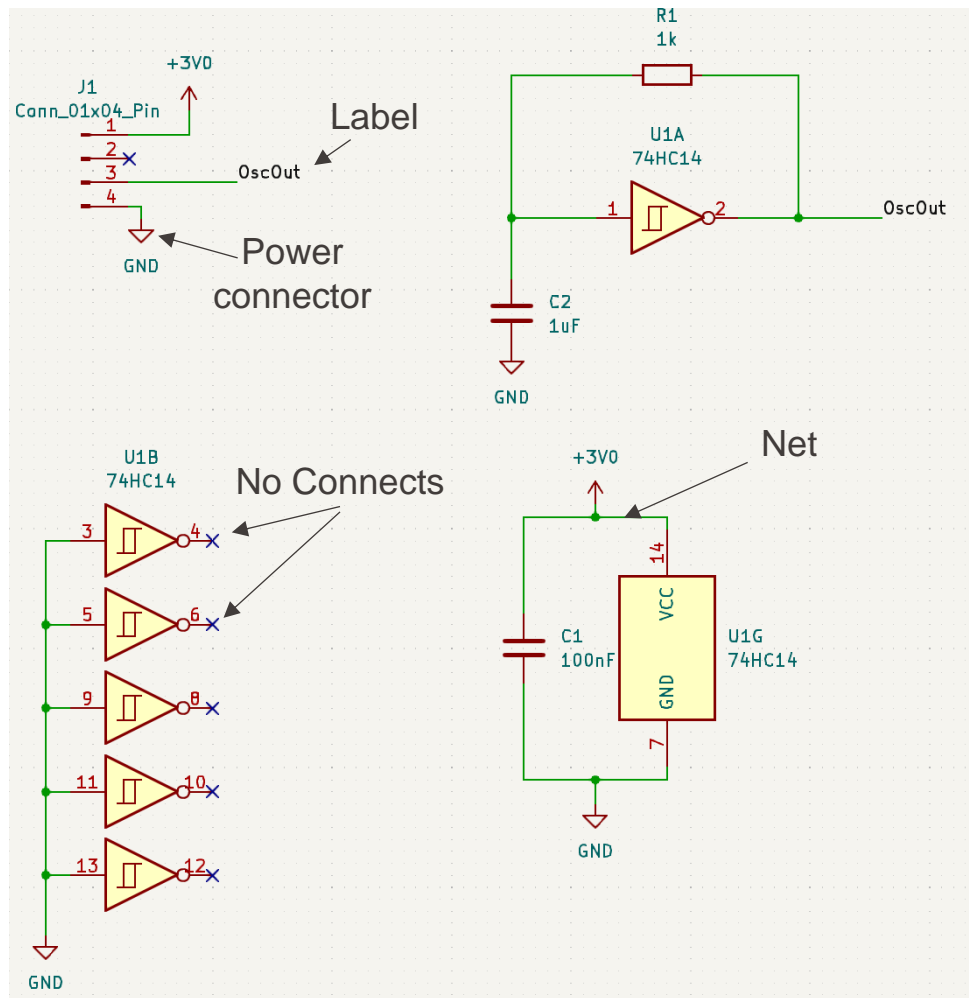 J1
Conn_01x04_Pin
+3V0
1
2
3
4
OscOut
GND
Label
Power
connector
R1
1k
U1A
74HC14
1
2
OscOut
C2
1uF
GND
U1B
74HC14
No Connects
3
4
5
6
9
8
11
10
13
12
GND
Net
+3V0
14
VCC
C1
100nF
U1G
74HC14
GND
7
GND